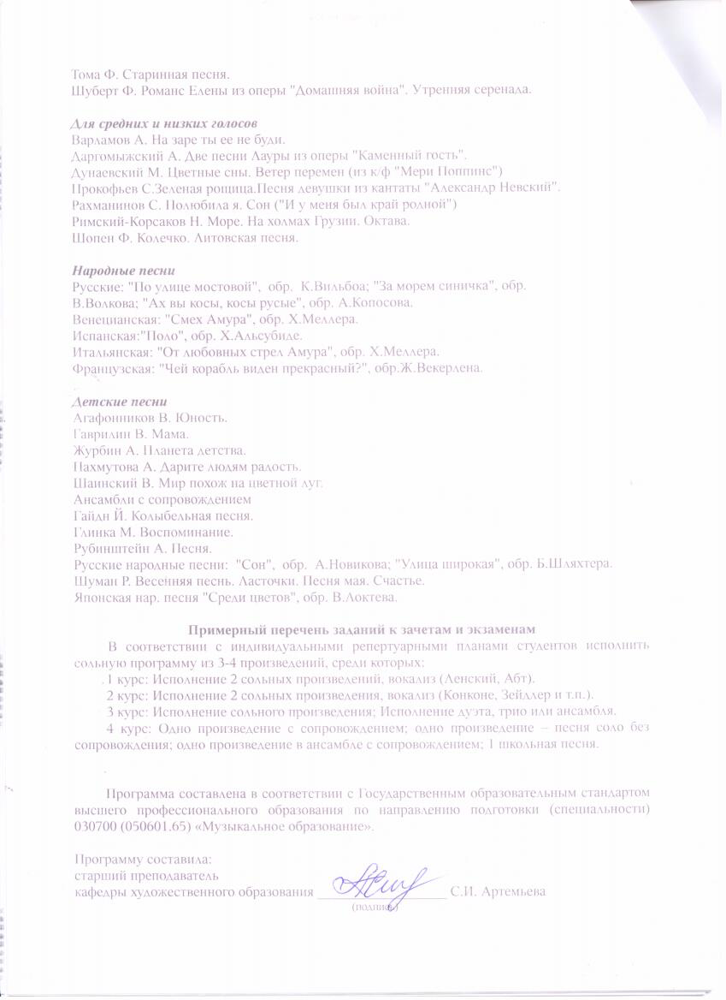 Тома Ф. Старинная песня.
Шуберт Ф. Романс Елены из оперы "Домашняя война". Утренняя серенада.
Для средних и низких голосов
Варламов А. На заре ты ее не буди.
Даргомыжский А. Две песни Лауры из оперы "Каменный гость".
Дунаевский М. Цветные сны. Ветер перемен (из к/ф "Мери Поппинс")
Прокофьев С.Зеленая рощица.Песня девушки из кантаты "Александр Невский".
Рахманинов С. Полюбила я. Сон ("И у меня был край родной")
Римский-Корсаков Н. Море. На холмах Грузии. Октава.
Шопен Ф. Колечко. Литовская песня.
Народные песни
Русские: "По улице мостовой", обр. К.Вильбоа; "За морем синичка", обр.
В.Волкова; "Ах вы косы, косы русые", обр. А.Копосова.
Венецианская: "Смех Амура", обр. Х.Меллера.
Испанская:"Поло", обр. Х.Альсубиде.
Итальянская: "От любовных стрел Амура", обр. Х.Меллера.
Французская: "Чей корабль виден прекрасный?", обр.Ж.Векерлена.
Детские песни
Агафонников В. Юность.
Гаврилин В. Мама.
Журбин А. Планета детства.
Пахмутова А. Дарите людям радость.
Шаинский В. Мир похож на цветной луг.
Ансамбли с сопровождением
Гайдн Й. Колыбельная песня.
Глинка М. Воспоминание.
Рубинштейн А. Песня.
Русские народные песни: "Сон", обр. А.Новикова; "Улица широкая", обр. Б.Шляхтера.
Шуман Р. Весенняя песнь. Ласточки. Песня мая. Счастье.
Японская нар. песня "Среди цветов", обр. В.Локтева.
Примерный перечень заданий к зачетам и экзаменам
В соответствии с индивидуальными репертуарными планами студентов исполнить
сольную программу из 3-4 произведений, среди которых:
1 курс: Исполнение 2 сольных произведений, вокализ (Ленский, Абт).
2 курс: Исполнение 2 сольных произведения, вокализ (Конконе, Зейдлер и т.п.).
3 курс: Исполнение сольного произведения; Исполнение дуэта, трио или ансамбля.
4 курс: Одно произведение с сопровождением; одно произведение – песня соло без
сопровождения; одно произведение в ансамбле с сопровождением; 1 школьная песня.
Программа составлена в соответствии с Государственным образовательным стандартом
высшего профессионального образования по направлению подготовки (специальности)
030700 (050601.65) «Музыкальное образование».
Программу составила:
старший преподаватель
кафедры художественного образования ____________________ С.И. Артемьева
(подпись)